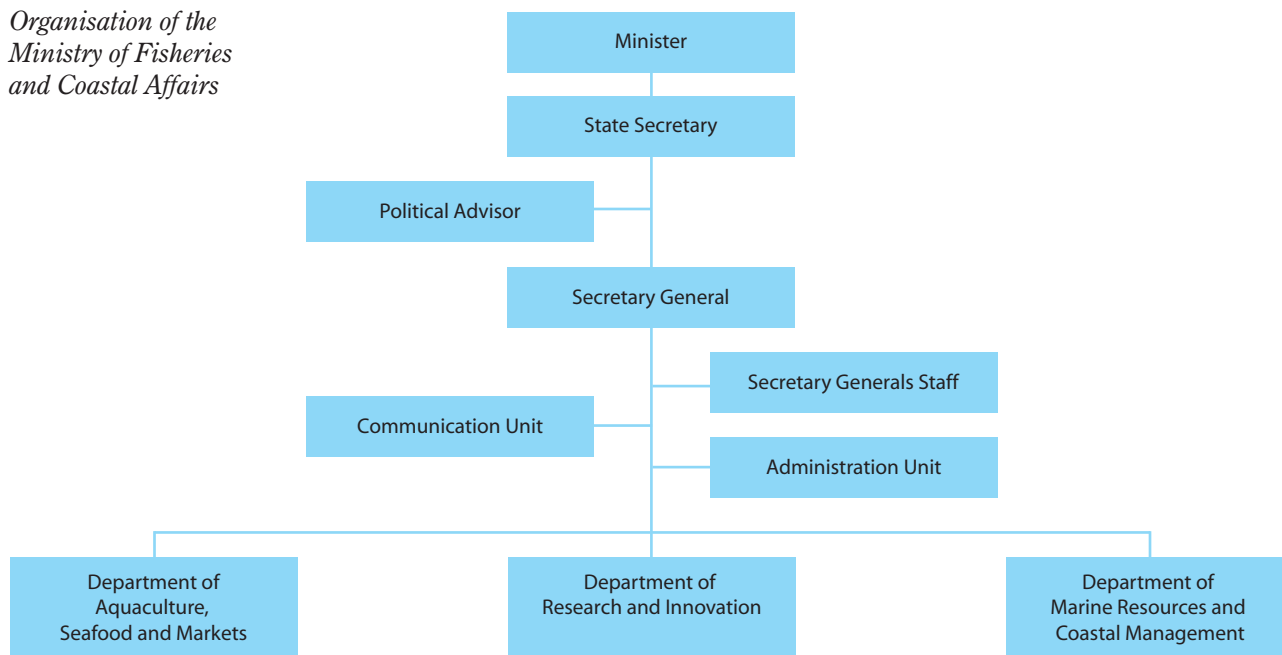 Organisation of the
Ministry of Fisheries
and Coastal Affairs
Minister
State Secretary
Political Advisor
Secretary General
Secretary Generals Staff
Communication Unit
Administration Unit
Department of
Aquaculture,
Seafood and Markets
Department of
Research and Innovation
Department of
Marine Resources and
Coastal Management